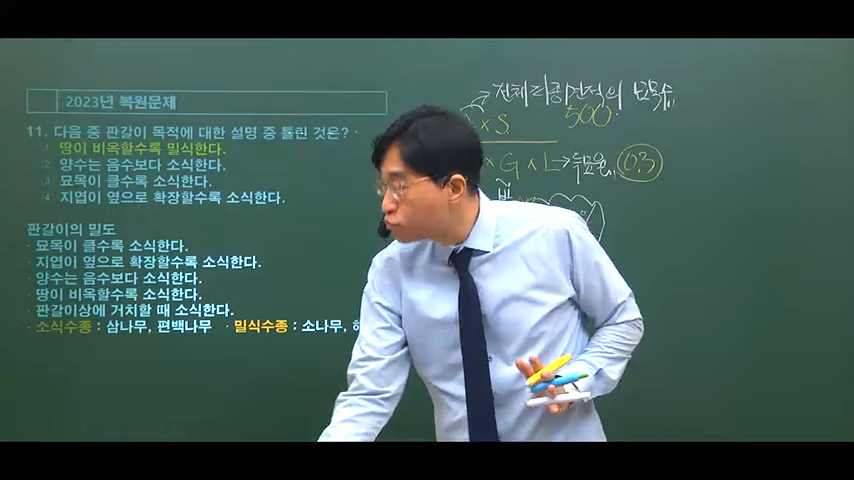 2023년 복원문제
11. 다음 중 판갈이 목적에 대한 설명 중 틀린 것은?
① 땅이 비옥할수록 밀식한다.
② 양수는 음수보다 소식한다.
③ 묘목이 클수록 소식한다.
④ 지엽이 옆으로 확장할수록 소식한다.
판갈이의 밀도
· 묘목이 클수록 소식한다.
· 지엽이 옆으로 확장할수록 소식한다.
· 양수는 음수보다 소식한다.
· 땅이 비옥할수록 소식한다.
· 판갈이상에 거치할 때 소식한다.
· 소식수종 : 삼나무, 편백나무 · 밀식수종 : 소나무,
전체 파종면적의 묘목수
× S
500
× G × L → 득묘율 0.3